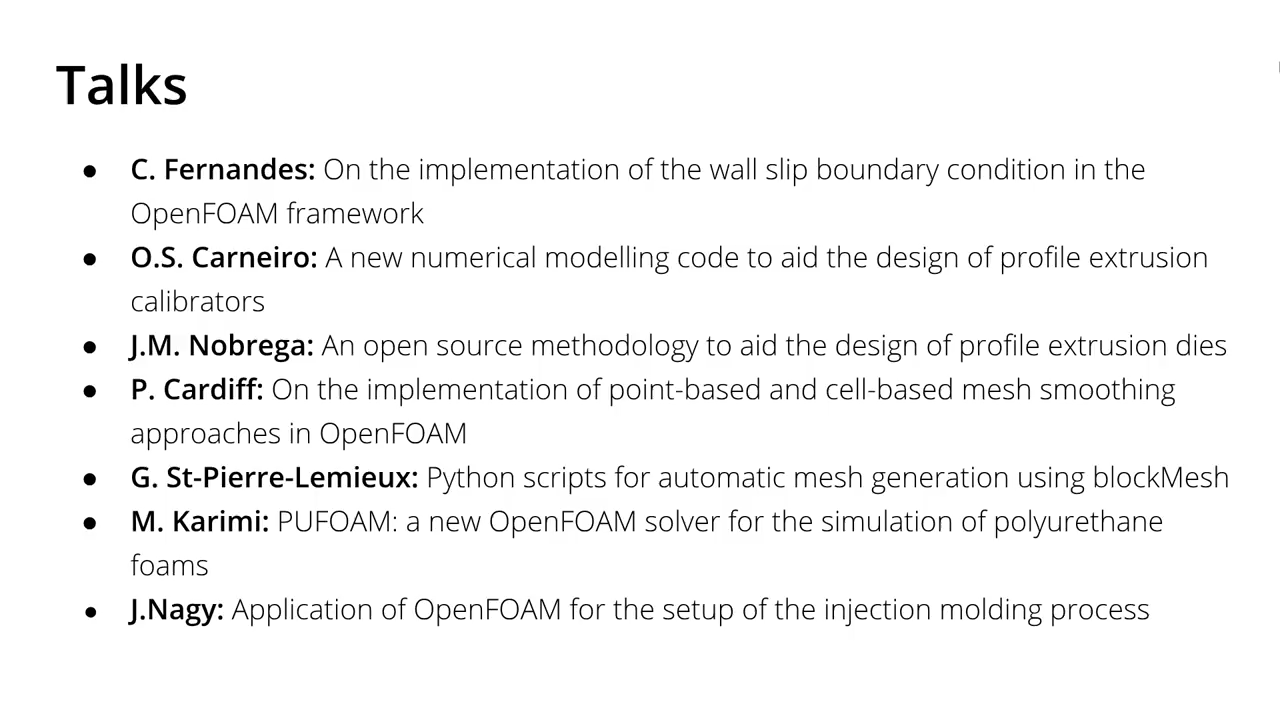 Talks
● C. Fernandes: On the implementation of the wall slip boundary condition in the
OpenFOAM framework
● O.S. Carneiro: A new numerical modelling code to aid the design of profile extrusion
calibrators
● J.M. Nobrega: An open source methodology to aid the design of profile extrusion dies
● P. Cardiff: On the implementation of point-based and cell-based mesh smoothing
approaches in OpenFOAM
● G. St-Pierre-Lemieux: Python scripts for automatic mesh generation using blockMesh
● M. Karimi: PUFOAM: a new OpenFOAM solver for the simulation of polyurethane
foams
● J.Nagy: Application of OpenFOAM for the setup of the injection molding process